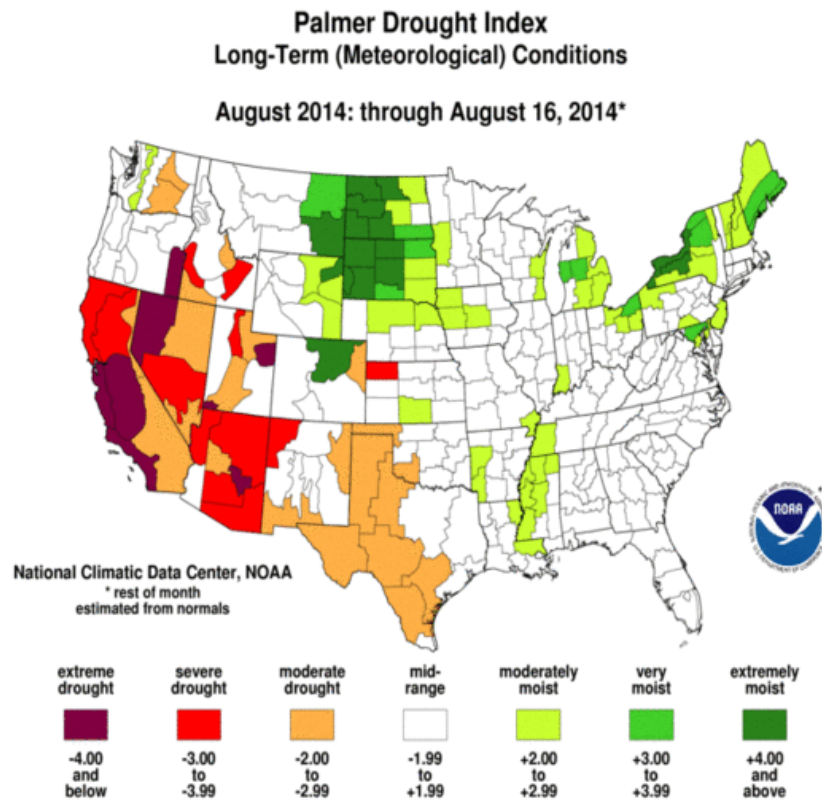 Palmer Drought Index
Long-Term (Meteorological) Conditions
August 2014: through August 16, 2014*
NOAA
National Climatic Data Center, NOAA
* rest of month
estimated from normals
extreme drought
severe drought
moderate drought
mid-range
moderately moist
very moist
extremely moist
-4.00 and below
-3.00 to -3.99
-2.00 to -2.99
-1.99 to +1.99
+2.00 to +2.99
+3.00 to +3.99
+4.00 and above